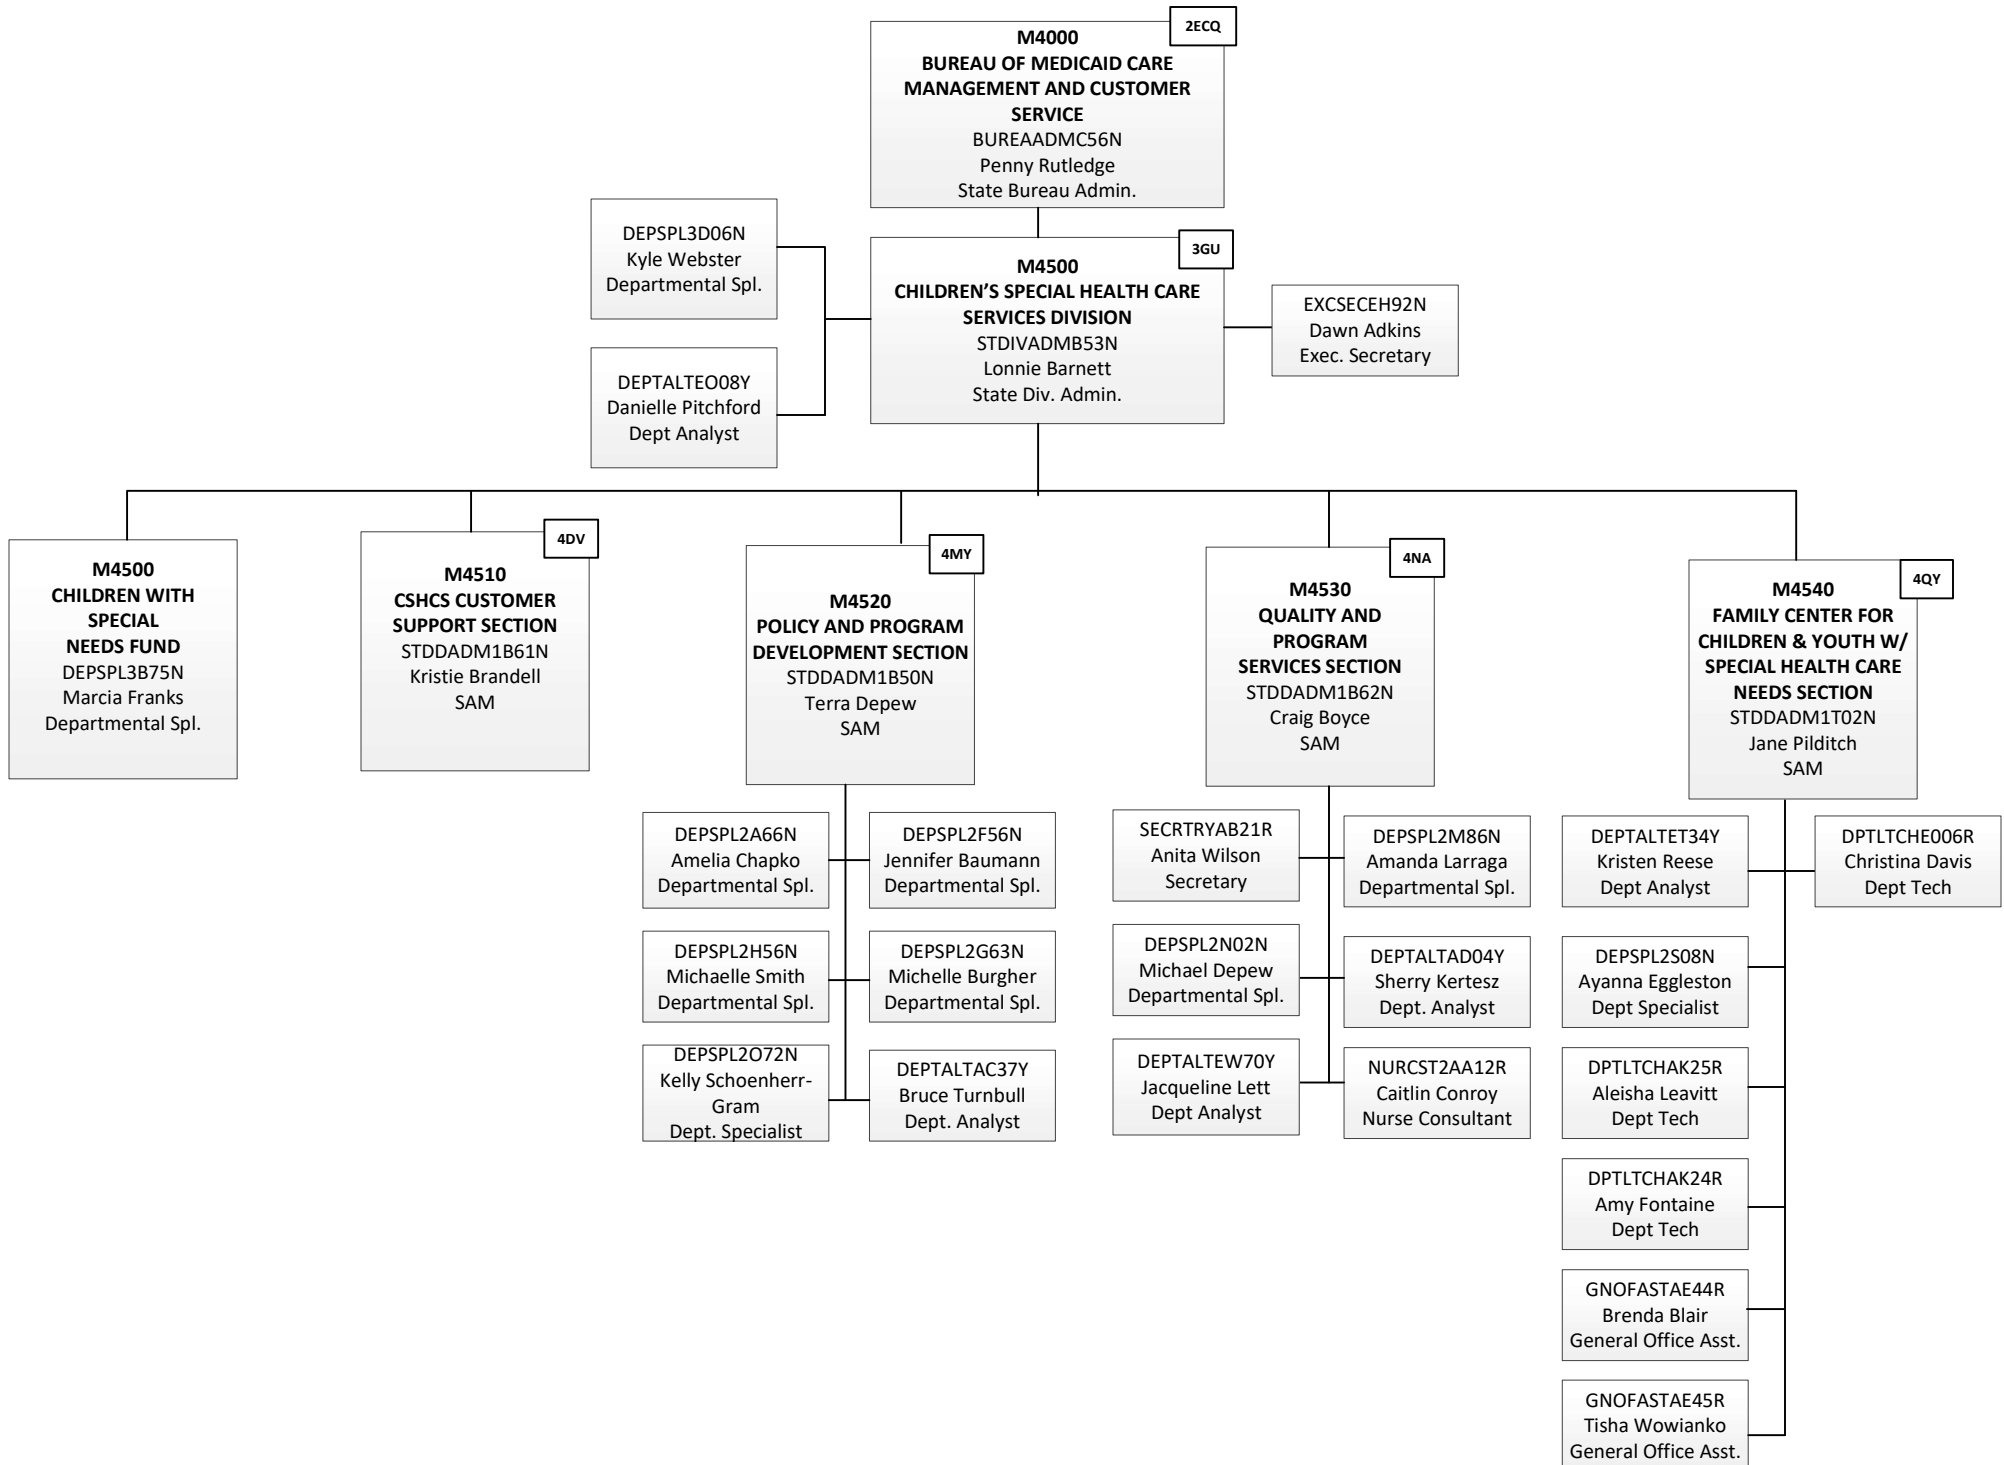 2ECQ
M4000
BUREAU OF MEDICAID CARE
MANAGEMENT AND CUSTOMER
SERVICE
BUREAADMC56N
Penny Rutledge
State Bureau Admin.
DEPSPL3D06N
Kyle Webster
Departmental Spl.
DEPTALTEO08Y
Danielle Pitchford
Dept Analyst
3GU
M4500
CHILDREN’S SPECIAL HEALTH CARE
SERVICES DIVISION
STDIVADMB53N
Lonnie Barnett
State Div. Admin.
EXCSECEH92N
Dawn Adkins
Exec. Secretary
M4500
CHILDREN WITH
SPECIAL
NEEDS FUND
DEPSPL3B75N
Marcia Franks
Departmental Spl.
4DV
M4510
CSHCS CUSTOMER
SUPPORT SECTION
STDDADM1B61N
Kristie Brandell
SAM
4MY
M4520
POLICY AND PROGRAM
DEVELOPMENT SECTION
STDDADM1B50N
Terra Depew
SAM
4NA
M4530
QUALITY AND
PROGRAM
SERVICES SECTION
STDDADM1B62N
Craig Boyce
SAM
4QY
M4540
FAMILY CENTER FOR
CHILDREN & YOUTH W/
SPECIAL HEALTH CARE
NEEDS SECTION
STDDADM1T02N
Jane Pilditch
SAM
DEPSPL2A66N
Amelia Chapko
Departmental Spl.
DEPSPL2F56N
Jennifer Baumann
Departmental Spl.
DEPSPL2H56N
Michaelle Smith
Departmental Spl.
DEPSPL2G63N
Michelle Burgher
Departmental Spl.
DEPSPL2O72N
Kelly Schoenherr-
Gram
Dept. Specialist
DEPTALTAC37Y
Bruce Turnbull
Dept. Analyst
SECRTRYAB21R
Anita Wilson
Secretary
DEPSPL2M86N
Amanda Larraga
Departmental Spl.
DEPSPL2N02N
Michael Depew
Departmental Spl.
DEPTALTAD04Y
Sherry Kertesz
Dept. Analyst
DEPTALTEW70Y
Jacqueline Lett
Dept Analyst
NURCST2AA12R
Caitlin Conroy
Nurse Consultant
DEPTALTET34Y
Kristen Reese
Dept Analyst
DPTLTCHE006R
Christina Davis
Dept Tech
DEPSPL2S08N
Ayanna Eggleston
Dept Specialist
DPTLTCHAK25R
Aleisha Leavitt
Dept Tech
DPTLTCHAK24R
Amy Fontaine
Dept Tech
GNOFASTAE44R
Brenda Blair
General Office Asst.
GNOFASTAE45R
Tisha Wowianko
General Office Asst.